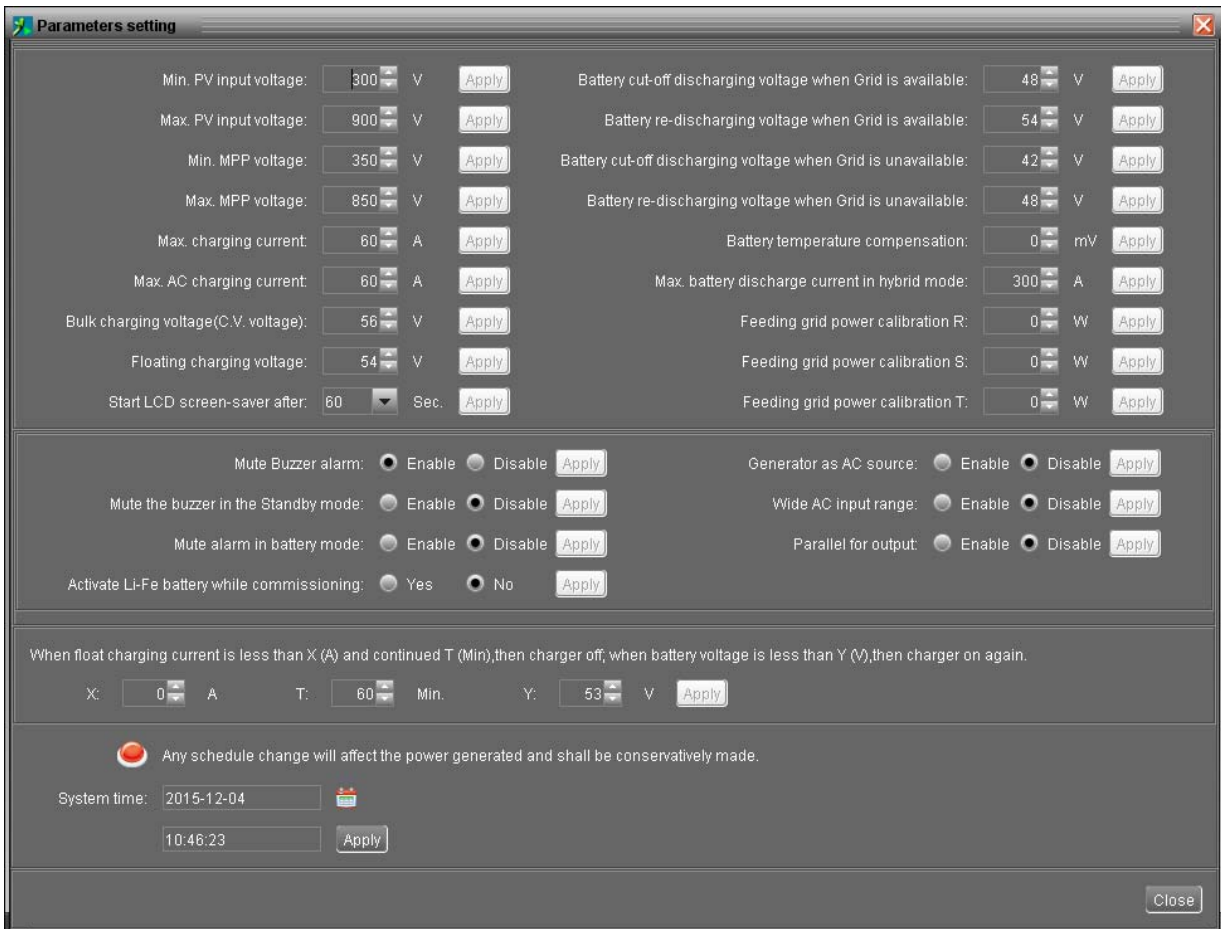 Parameters setting
Min. PV input voltage: 300 V Apply Battery cut-off discharging voltage when Grid is available: 48 V Apply
Max. PV input voltage: 900 V Apply Battery re-discharging voltage when Grid is available: 54 V Apply
Min. MPP voltage: 350 V Apply Battery cut-off discharging voltage when Grid is unavailable: 42 V Apply
Max. MPP voltage: 850 V Apply Battery re-discharging voltage when Grid is unavailable: 48 V Apply
Max. charging current: 60 A Apply Battery temperature compensation: 0 mV Apply
Max. AC charging current: 60 A Apply Max. battery discharge current in hybrid mode: 300 A Apply
Bulk charging voltage(C.V. voltage): 56 V Apply Feeding grid power calibration R: 0 W Apply
Floating charging voltage: 54 V Apply Feeding grid power calibration S: 0 W Apply
Start LCD screen-saver after: 60 Sec. Apply Feeding grid power calibration T: 0 W Apply
Mute Buzzer alarm: Enable Disable Apply Generator as AC source: Enable Disable Apply
Mute the buzzer in the Standby mode: Enable Disable Apply Wide AC input range: Enable Disable Apply
Mute alarm in battery mode: Enable Disable Apply Parallel for output: Enable Disable Apply
Activate Li-Fe battery while commissioning: Yes No Apply
When float charging current is less than X (A) and continued T (Min),then charger off; when battery voltage is less than Y (V),then charger on again.
X: 0 A T: 60 Min. Y: 53 V Apply
Any schedule change will affect the power generated and shall be conservatively made.
System time: 2015-12-04
10:46:23 Apply
Close